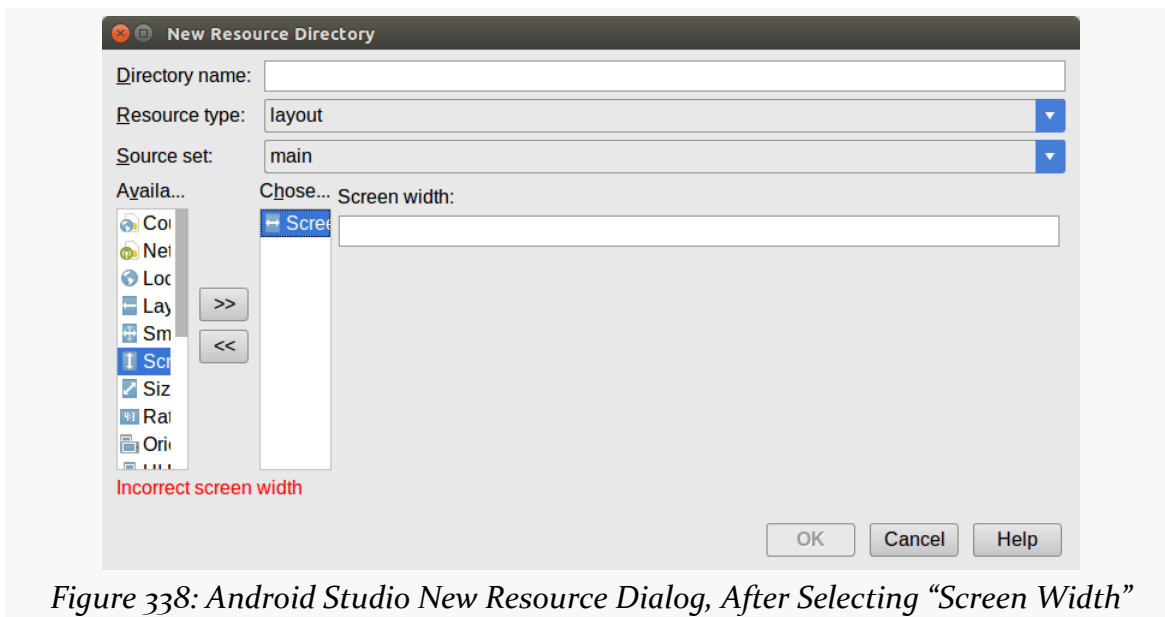 New Resource Directory
Directory name:
Resource type: layout
Source set: main
Availa...
Chose...
Screen width:
Cou
Net
Loc
Lay
Sm
Scr
Siz
Rat
Ori
Scree
>>
<<
Incorrect screen width
OK
Cancel
Help
Figure 338: Android Studio New Resource Dialog, After Selecting “Screen Width”